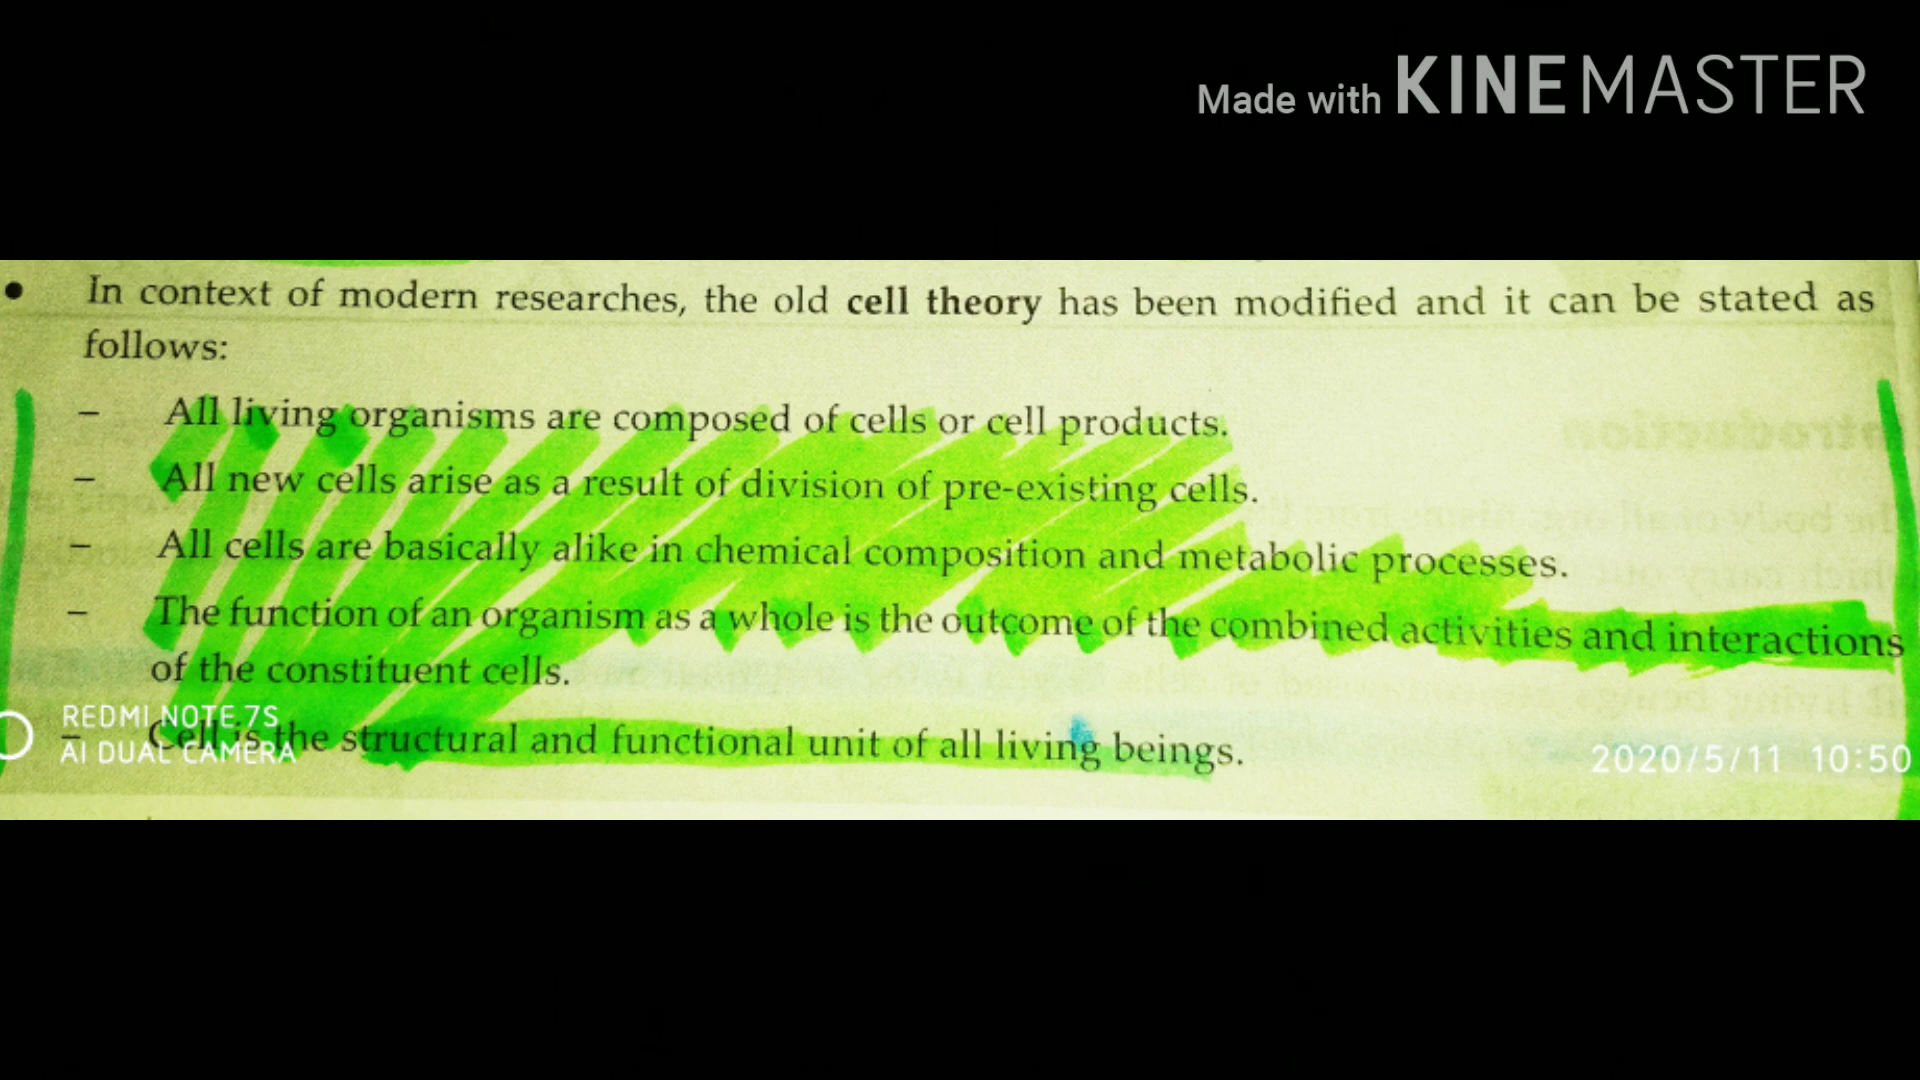 Made with KINEMASTER
• In context of modern researches, the old cell theory has been modified and it can be stated as
follows:
– All living organisms are composed of cells or cell products.
– All new cells arise as a result of division of pre-existing cells.
– All cells are basically alike in chemical composition and metabolic processes.
– The function of an organism as a whole is the outcome of the combined activities and interactions
of the constituent cells.
– Cell is the structural and functional unit of all living beings.
REDMI NOTE 7S
AI DUAL CAMERA
2020/5/11 10:50